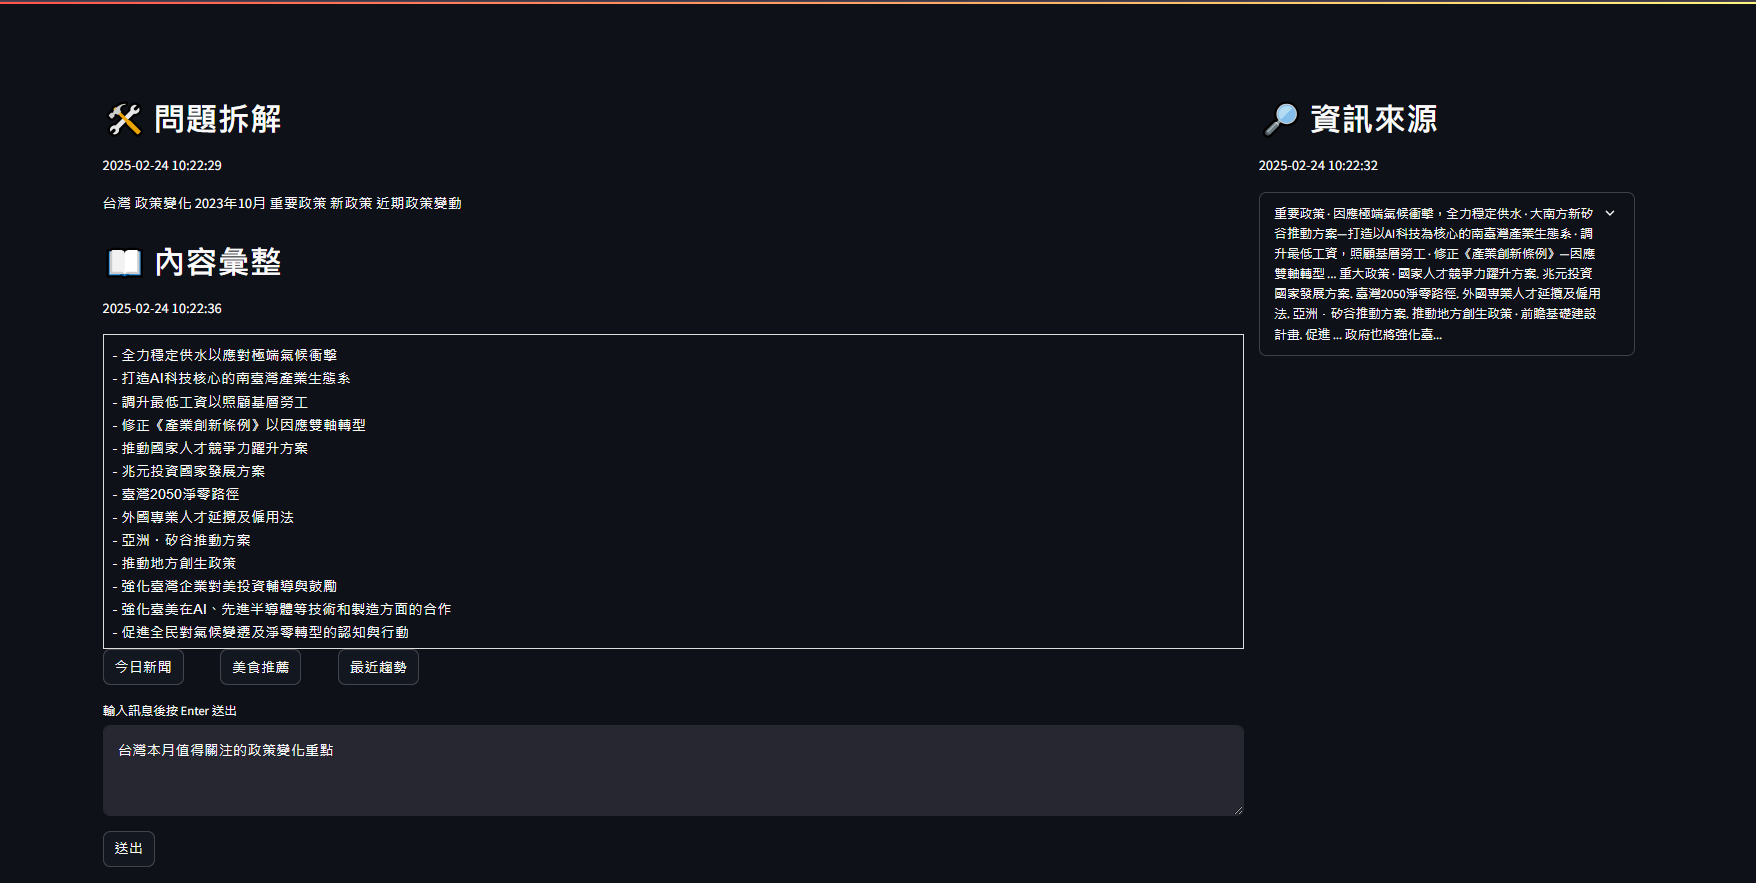 問題拆解
2025-02-24 10:22:29
台灣 政策變化 2023年10月 重要政策 新政策 近期政策變動
內容彙整
2025-02-24 10:22:36
- 全力穩定供水以應對極端氣候衝擊
- 打造AI科技核心的南臺灣產業生態系
- 調升最低工資以照顧基層勞工
- 修正《產業創新條例》以因應雙軸轉型
- 推動國家人才競爭力躍升方案
- 兆元投資國家發展方案
- 臺灣2050淨零路徑
- 外國專業人才延攬及僱用法
- 亞洲．矽谷推動方案
- 推動地方創生政策
- 強化臺灣企業對美投資輔導與鼓勵
- 強化臺美在AI、先進半導體等技術和製造方面的合作
- 促進全民對氣候變遷及淨零轉型的認知與行動
今日新聞 美食推薦 最近趨勢
輸入訊息後按 Enter 送出
台灣本月值得關注的政策變化重點
送出
資訊來源
2025-02-24 10:22:32
重要政策 · 因應極端氣候衝擊，全力穩定供水 · 大南方新矽
谷推動方案—打造以AI科技為核心的南臺灣產業生態系 · 調
升最低工資，照顧基層勞工 · 修正《產業創新條例》—因應
雙軸轉型 ... 重大政策 · 國家人才競爭力躍升方案. 兆元投資
國家發展方案. 臺灣2050淨零路徑. 外國專業人才延攬及僱用
法. 亞洲．矽谷推動方案. 推動地方創生政策 · 前瞻基礎建設
計畫. 促進 ... 政府也將強化臺...